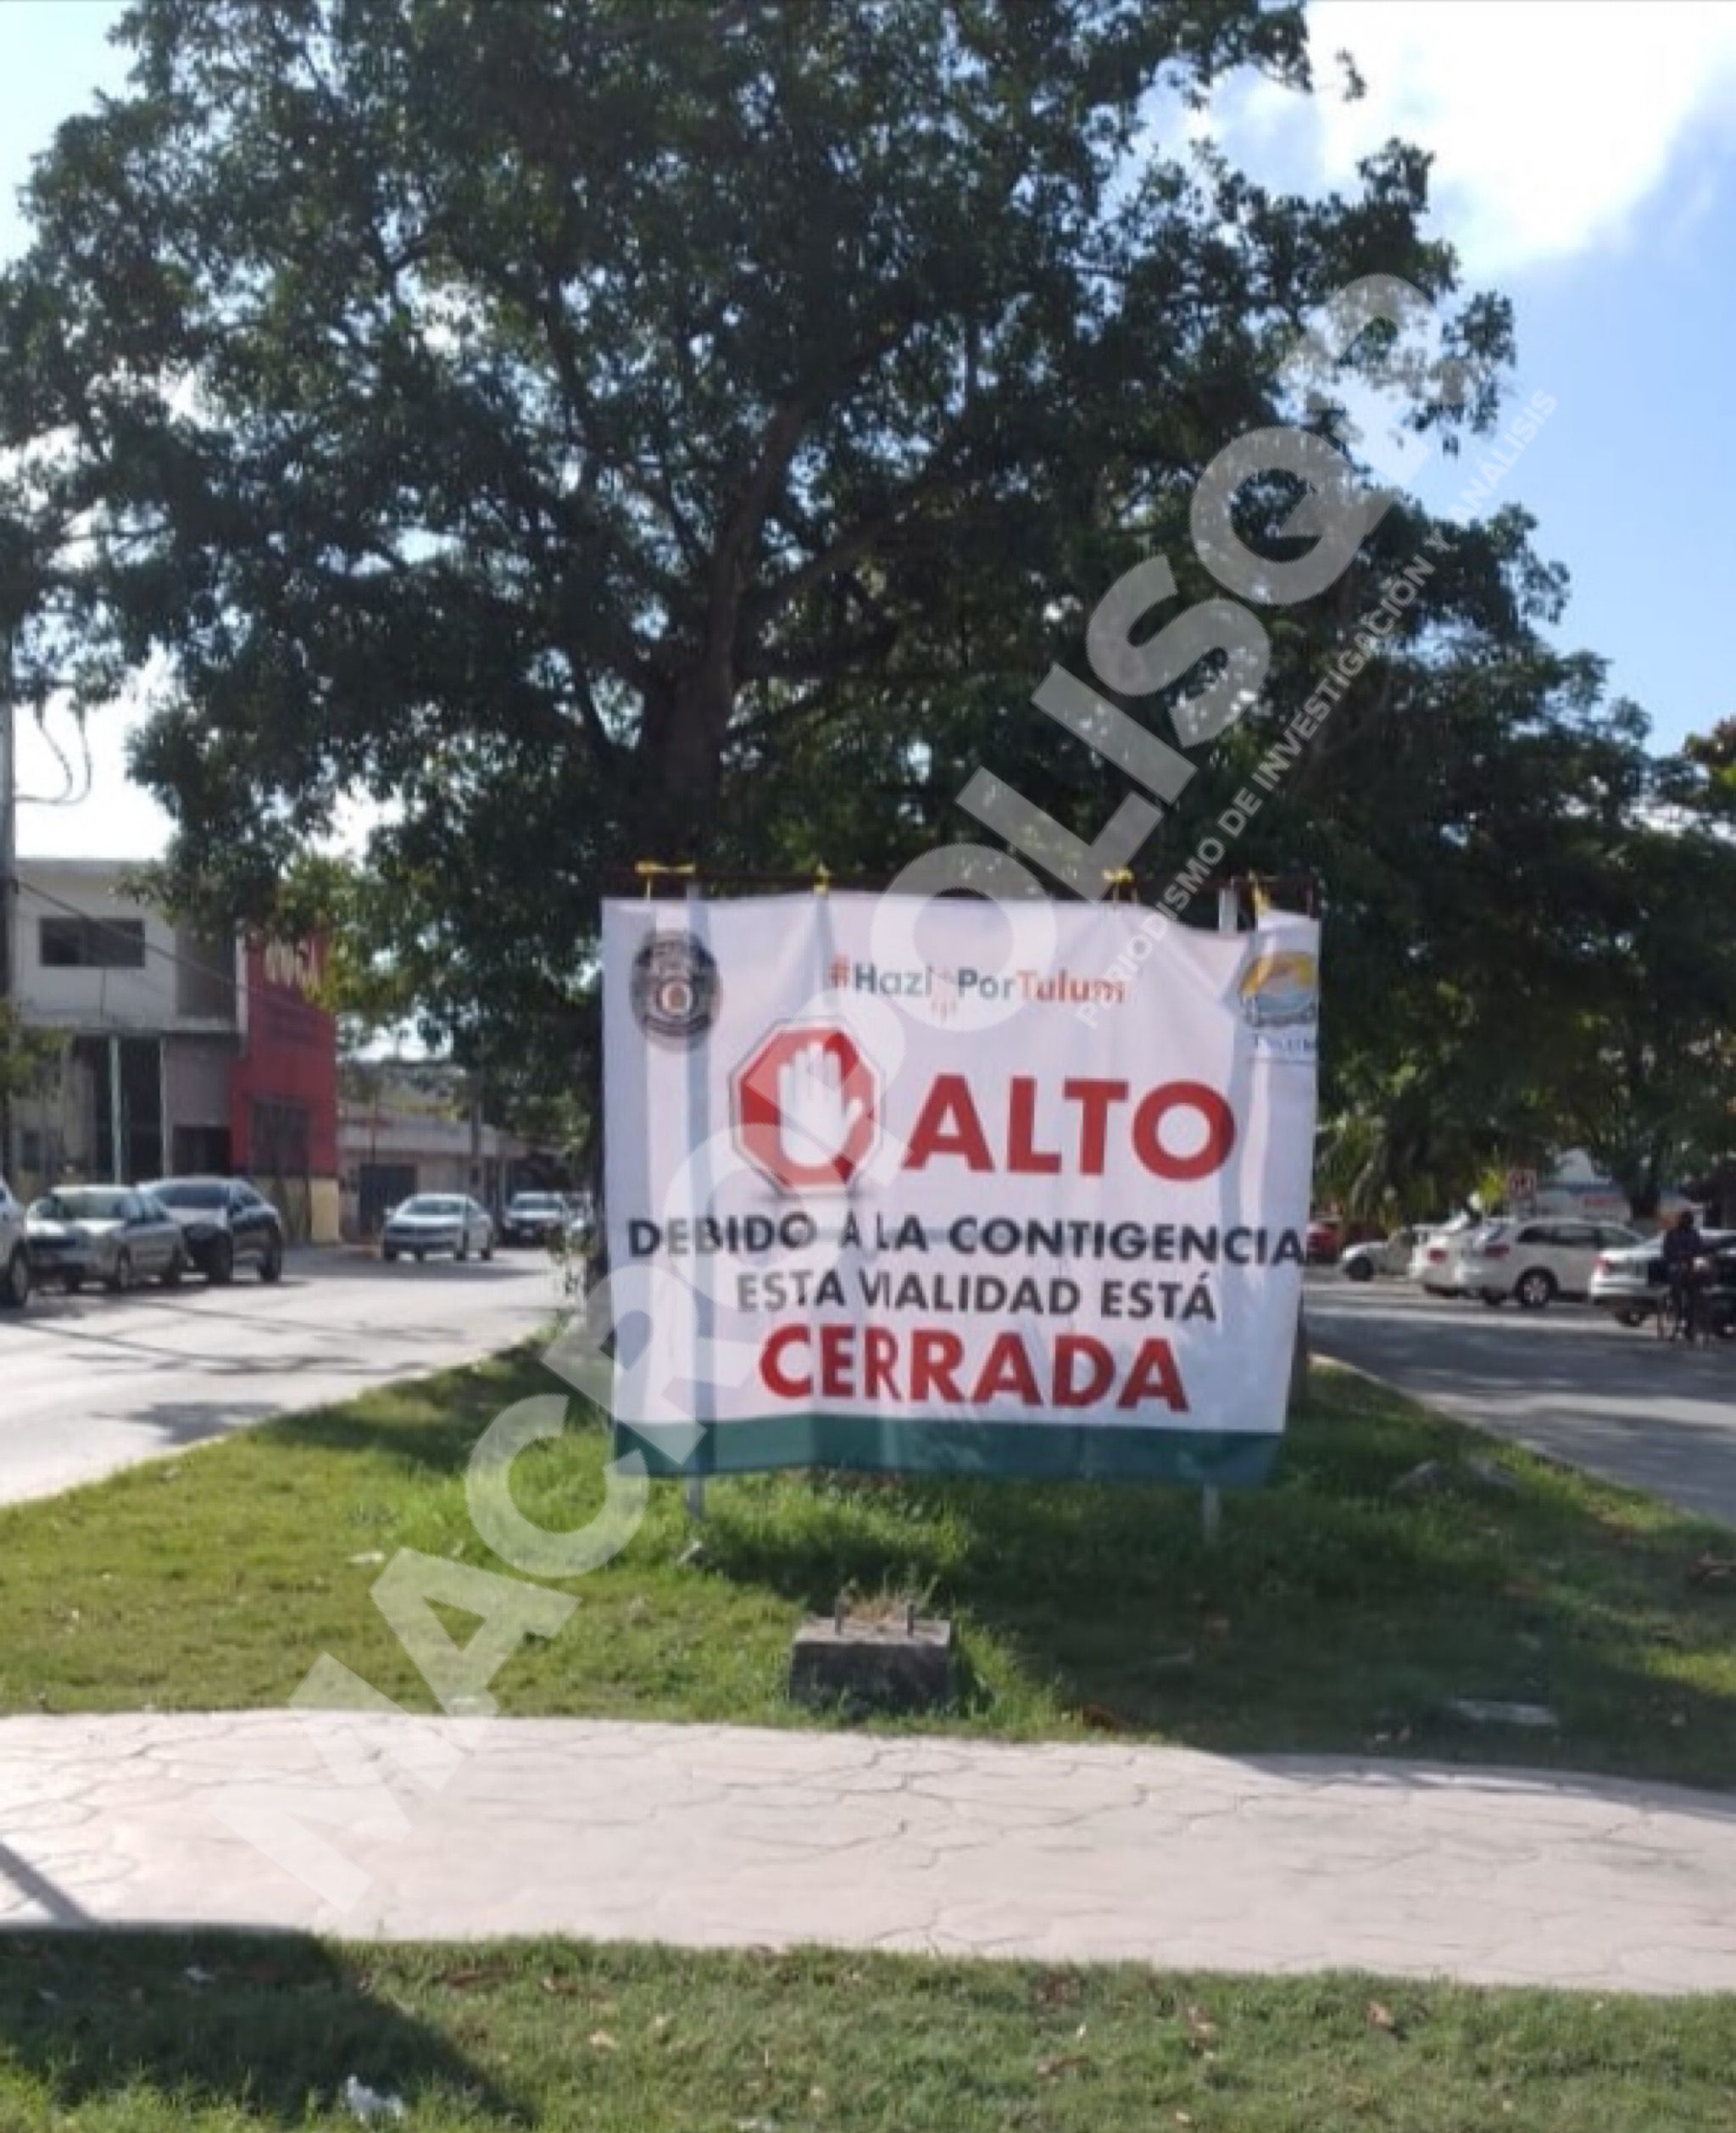 #HazloPorTulum
ALTO
DEBIDO A LA CONTIGENCIA
ESTA VIALIDAD ESTÁ
CERRADA
PERIODISMO DE INVESTIGACIÓN Y ANÁLISIS